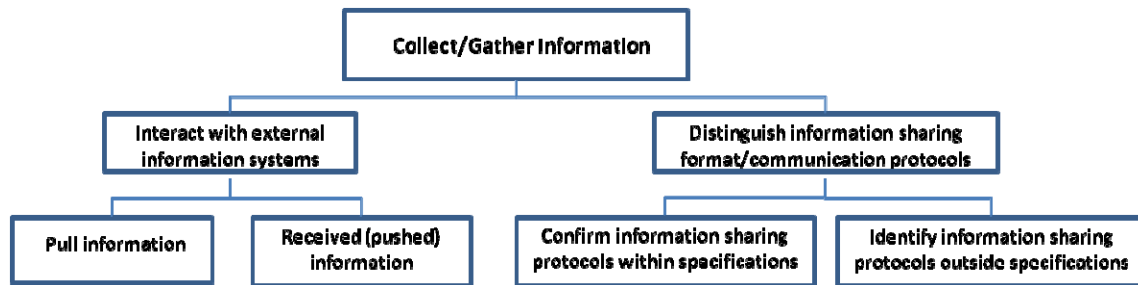 Collect/Gather Information
Interact with external
information systems
Distinguish information sharing
format/communication protocols
Pull information
Received (pushed)
information
Confirm information sharing
protocols within specifications
Identify information sharing
protocols outside specifications